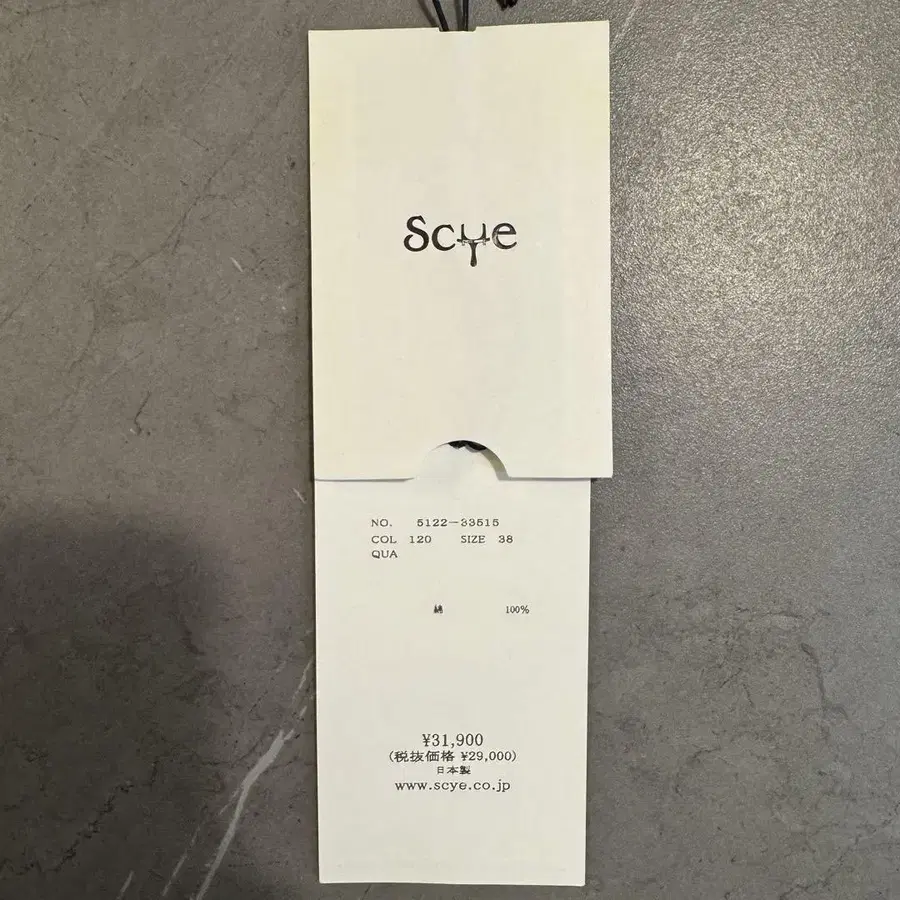 Scye
NO. 5122-33515
COL 120 SIZE 38
QUA
綿 100%
¥31,900
(税抜価格 ¥29,000)
日本製
www.scye.co.jp